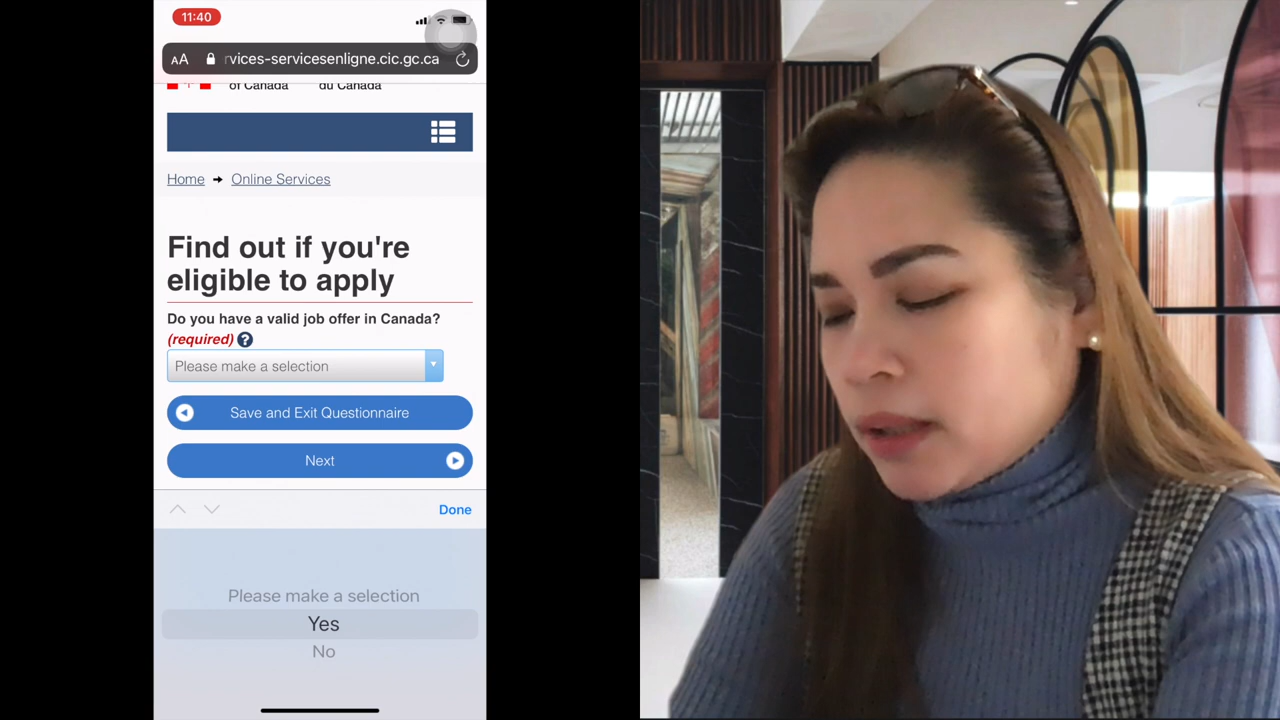 11:40
AA
rvices-servicesenligne.cic.gc.ca
of Canada du Canada
Home Online Services
Find out if you're
eligible to apply
Do you have a valid job offer in Canada?
(required) ?
Please make a selection
Save and Exit Questionnaire
Next
Done
Please make a selection
Yes
No